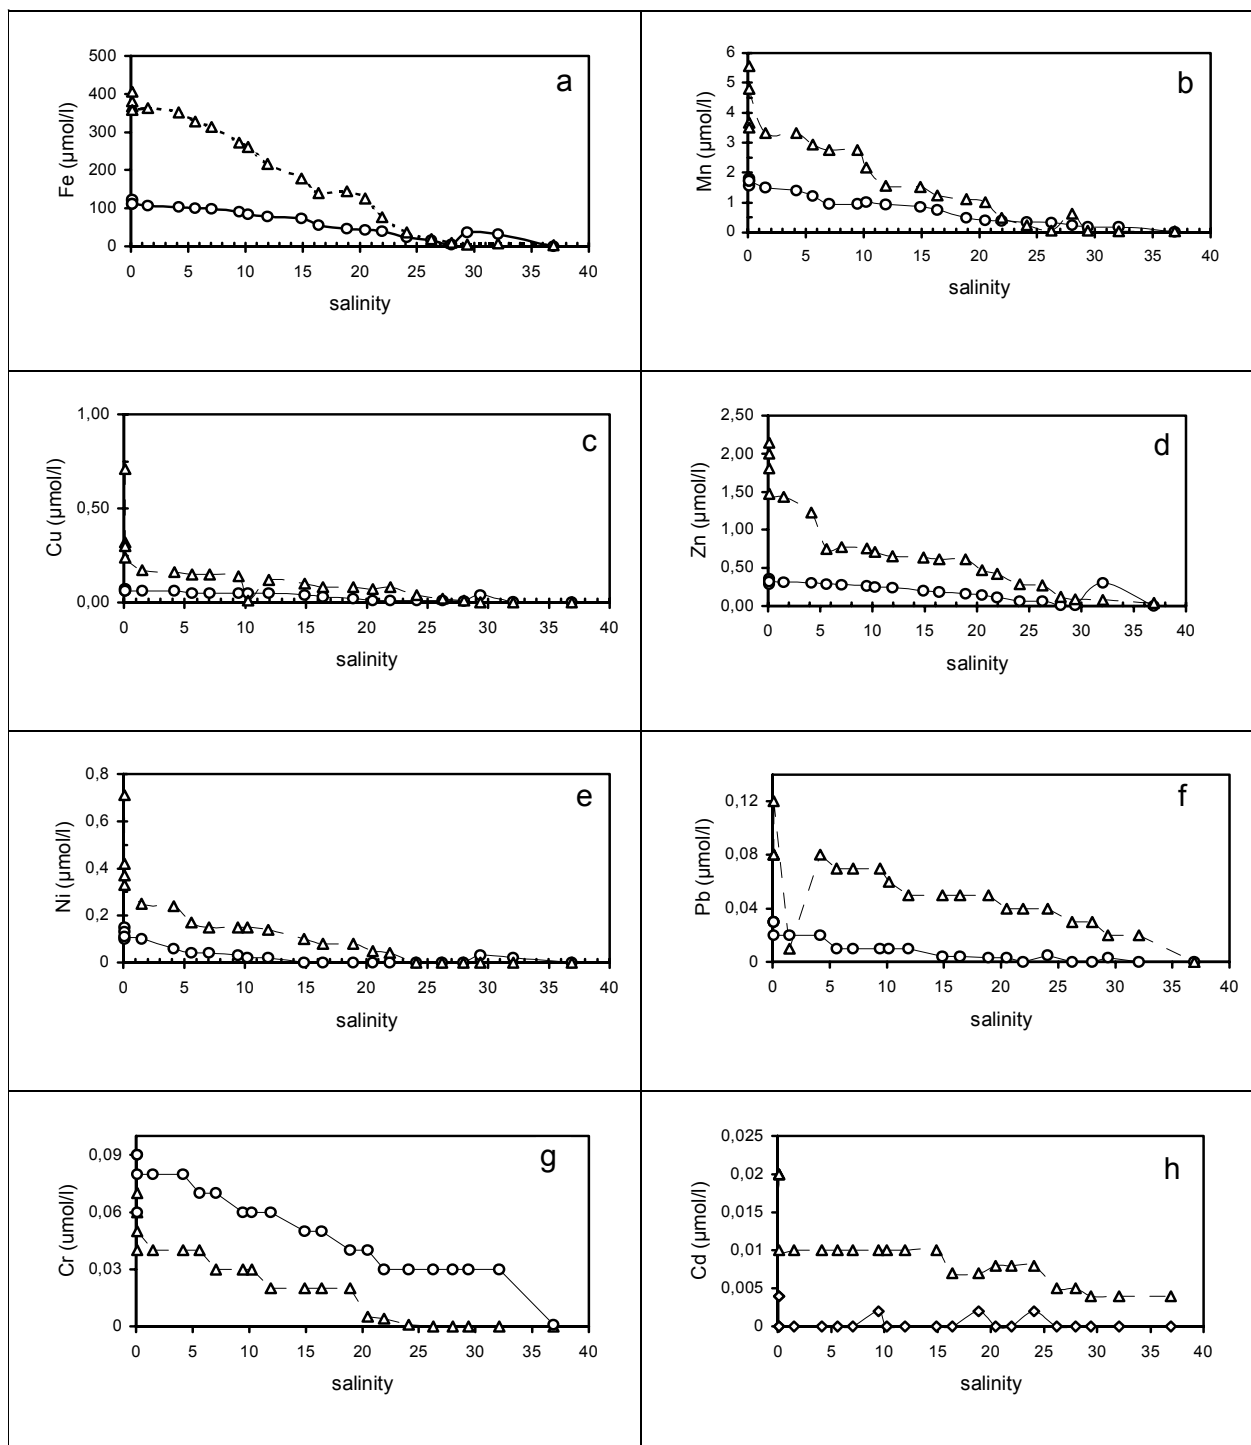 a
500
400
300
200
100
0
Fe (µmol/l)
0 5 10 15 20 25 30 35 40
salinity
b
6
5
4
3
2
1
0
Mn (µmol/l)
0 5 10 15 20 25 30 35 40
salinity
c
1,00
0,50
0,00
Cu (µmol/l)
0 5 10 15 20 25 30 35 40
salinity
d
2,50
2,00
1,50
1,00
0,50
0,00
Zn (µmol/l)
0 5 10 15 20 25 30 35 40
salinity
e
0,8
0,6
0,4
0,2
0
Ni (µmol/l)
0 5 10 15 20 25 30 35 40
salinity
f
0,12
0,08
0,04
0
Pb (µmol/l)
0 5 10 15 20 25 30 35 40
salinity
g
0,09
0,06
0,03
0
Cr (umol/l)
0 5 10 15 20 25 30 35 40
salinity
h
0,025
0,02
0,015
0,01
0,005
0
Cd (µmol/l)
0 5 10 15 20 25 30 35 40
salinity